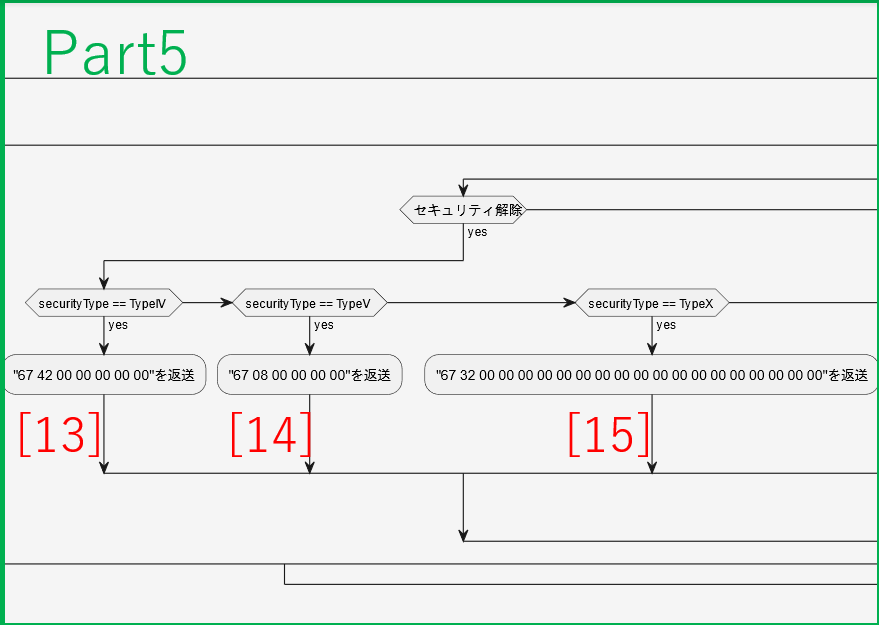 Part5
セキュリティ解除
yes
securityType == TypeⅣ
securityType == TypeV
securityType == TypeX
yes
yes
yes
"67 42 00 00 00 00 00"を返送
"67 08 00 00 00 00"を返送
"67 32 00 00 00 00 00 00 00 00 00 00 00 00 00 00 00 00 00 00"を返送
[13]
[14]
[15]